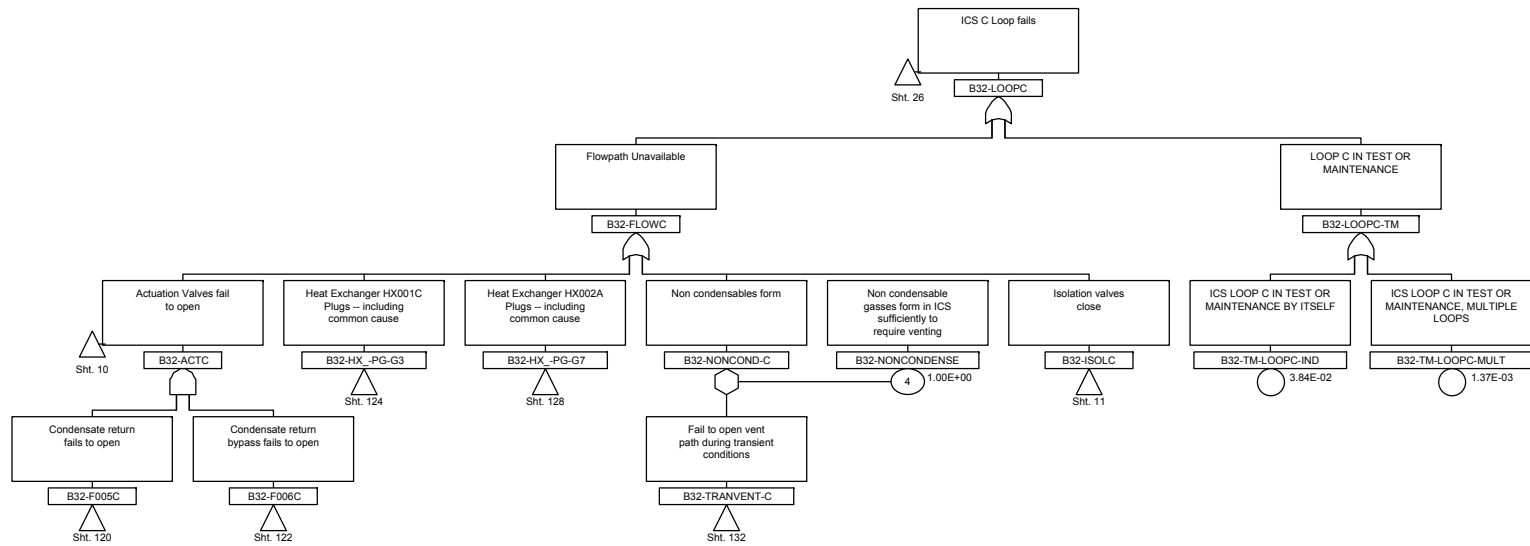 ICS C Loop fails
Sht. 26
B32-LOOPC
Flowpath Unavailable
B32-FLOWC
LOOP C IN TEST OR
MAINTENANCE
B32-LOOPC-TM
Actuation Valves fail
to open
Sht. 10
B32-ACTC
Heat Exchanger HX001C
Plugs -- including
common cause
B32-HX_-PG-G3
Sht. 124
Heat Exchanger HX002A
Plugs -- including
common cause
B32-HX_-PG-G7
Sht. 128
Non condensables form
B32-NONCOND-C
Non condensable
gasses form in ICS
sufficiently to
require venting
B32-NONCONDENSE
4
1.00E+00
Isolation valves
close
B32-ISOLC
Sht. 11
ICS LOOP C IN TEST OR
MAINTENANCE BY ITSELF
B32-TM-LOOPC-IND
3.84E-02
ICS LOOP C IN TEST OR
MAINTENANCE, MULTIPLE
LOOPS
B32-TM-LOOPC-MULT
1.37E-03
Condensate return
fails to open
B32-F005C
Sht. 120
Condensate return
bypass fails to open
B32-F006C
Sht. 122
Fail to open vent
path during transient
conditions
B32-TRANVENT-C
Sht. 132